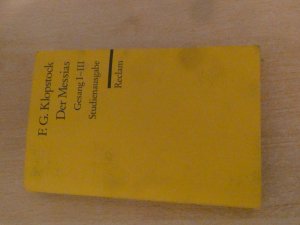 F. G. Klopstock
Der Messias
Gesang I–III
Studienausgabe
Reclam